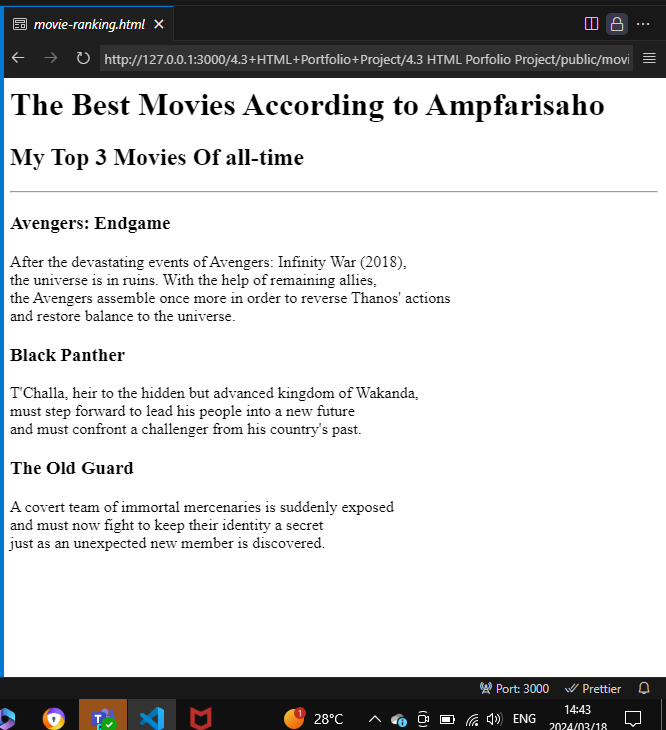 movie-ranking.html
http://127.0.0.1:3000/4.3+HTML+Portfolio+Project/4.3 HTML Porfolio Project/public/movi
The Best Movies According to Ampfarisaho
My Top 3 Movies Of all-time
Avengers: Endgame
After the devastating events of Avengers: Infinity War (2018),
the universe is in ruins. With the help of remaining allies,
the Avengers assemble once more in order to reverse Thanos' actions
and restore balance to the universe.
Black Panther
T'Challa, heir to the hidden but advanced kingdom of Wakanda,
must step forward to lead his people into a new future
and must confront a challenger from his country's past.
The Old Guard
A covert team of immortal mercenaries is suddenly exposed
and must now fight to keep their identity a secret
just as an unexpected new member is discovered.
Port: 3000 Prettier
1 28°C ENG 14:43
2024/03/18